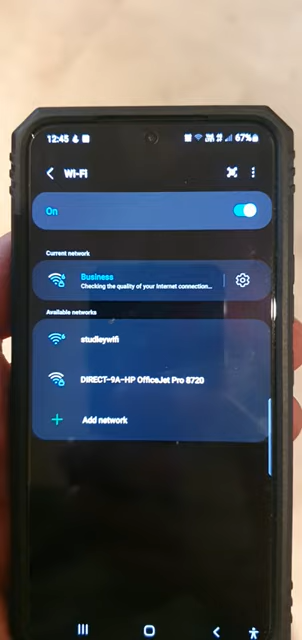 12:45
67%
Wi-Fi
On
Current network
Business
Checking the quality of your internet connection...
Available networks
studleywifi
DIRECT-9A-HP OfficeJet Pro 8720
Add network